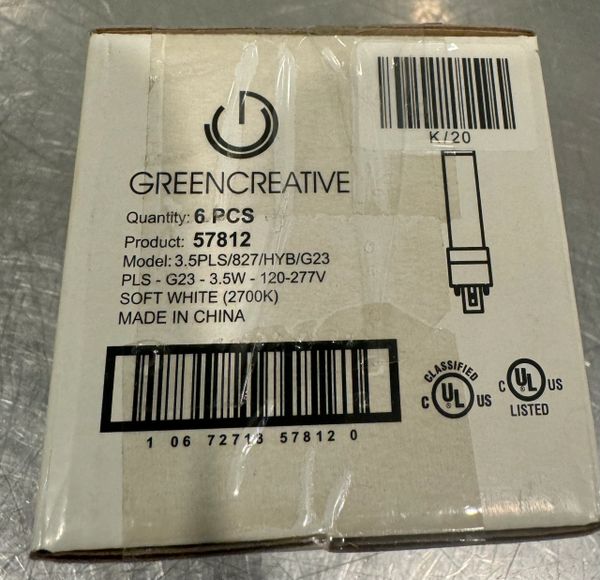 K/20
GREENCREATIVE
Quantity: 6 PCS
Product: 57812
Model: 3.5PLS/827/HYB/G23
PLS - G23 - 3.5W - 120-277V
SOFT WHITE (2700K)
MADE IN CHINA
CLASSIFIED
C UL US
C UL US
LISTED
1 06 72713 57812 0